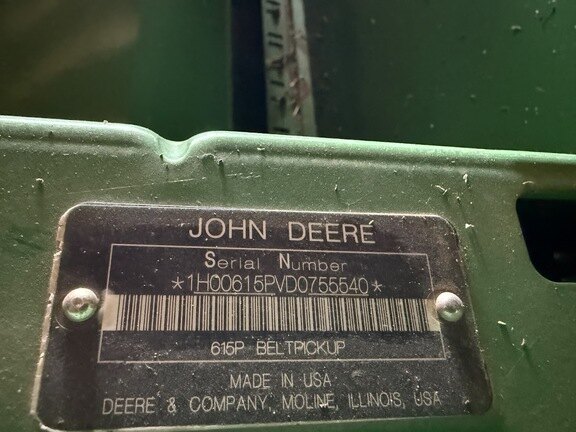 JOHN DEERE
Serial Number
*1H00615PVD0755540*
615P BELTPICKUP
MADE IN USA
DEERE & COMPANY, MOLINE, ILLINOIS, USA